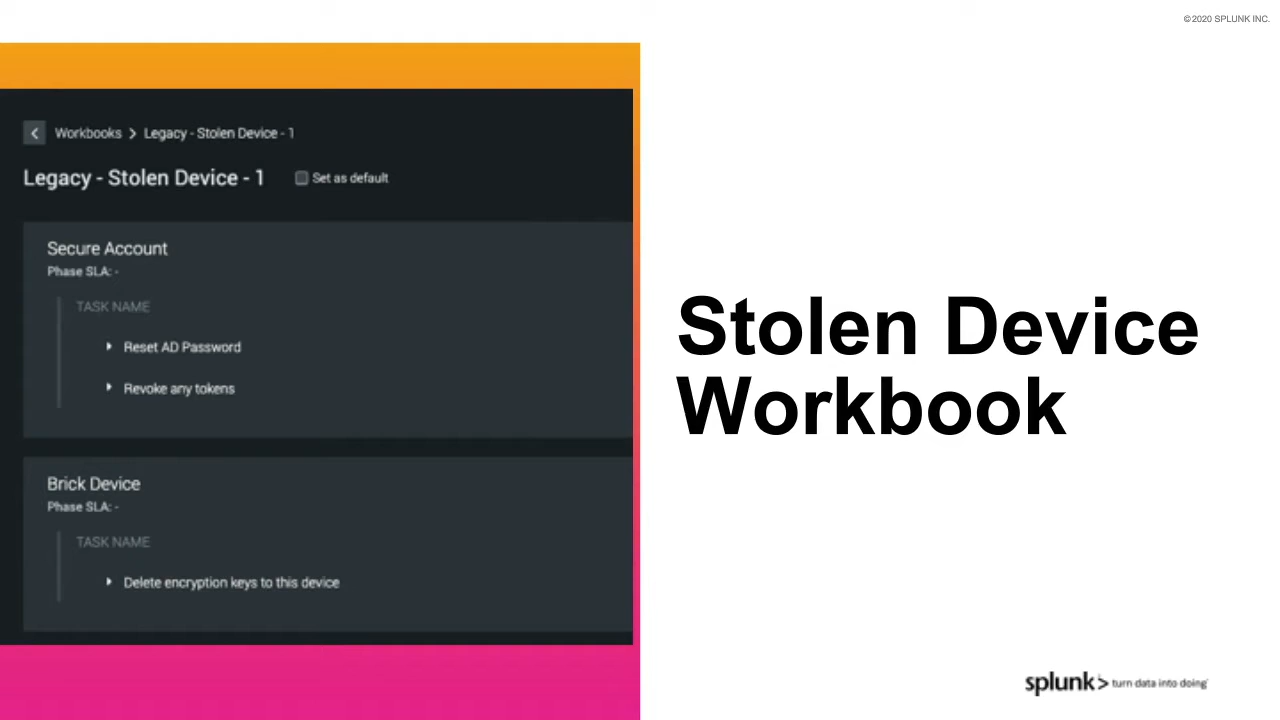 ©2020 SPLUNK INC.
Workbooks > Legacy - Stolen Device - 1
Legacy - Stolen Device - 1 Set as default
Secure Account
Phase SLA: -
TASK NAME
Reset AD Password
Revoke any tokens
Brick Device
Phase SLA: -
TASK NAME
Delete encryption keys to this device
Stolen Device
Workbook
splunk> turn data into doing